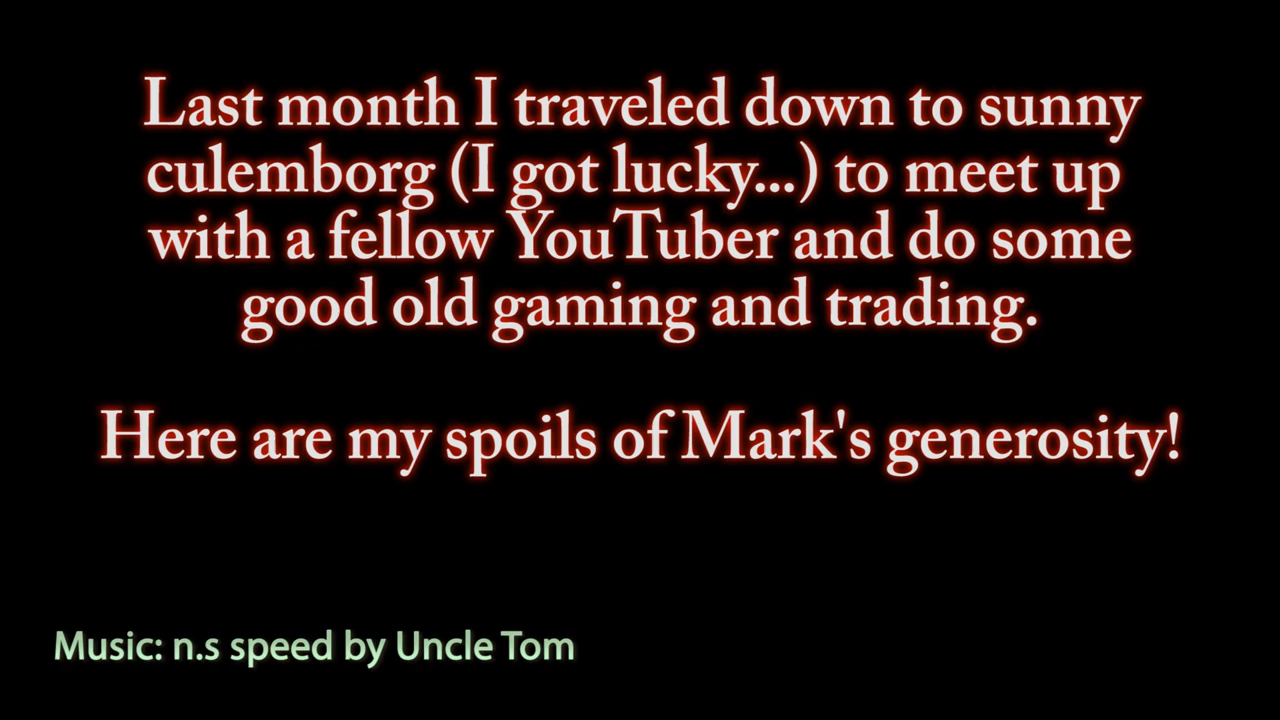 Last month I traveled down to sunny
culemborg (I got lucky...) to meet up
with a fellow YouTuber and do some
good old gaming and trading.
Here are my spoils of Mark's generosity!
Music: n.s speed by Uncle Tom